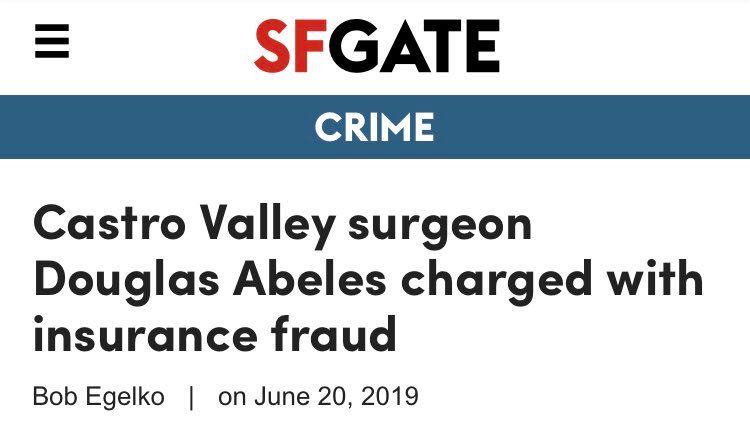 SFGATE
CRIME
Castro Valley surgeon
Douglas Abeles charged with
insurance fraud
Bob Egelko | on June 20, 2019